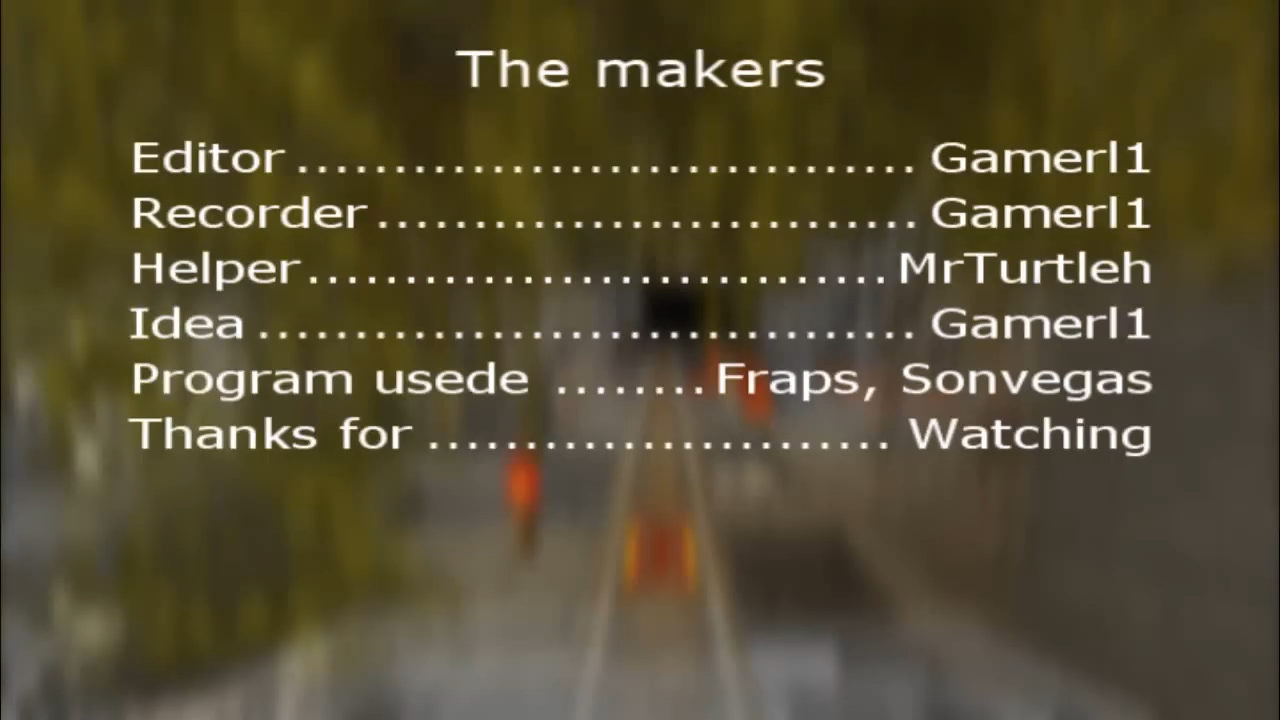 The makers
Editor ................................ Gamerl1
Recorder ............................ Gamerl1
Helper .............................. MrTurtleh
Idea .................................. Gamerl1
Program usede ........ Fraps, Sonvegas
Thanks for ........................ Watching